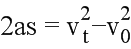 2as = v_t^2 – v_0^2